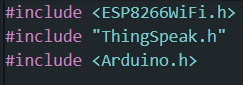 #include <ESP8266WiFi.h>
#include "ThingSpeak.h"
#include <Arduino.h>